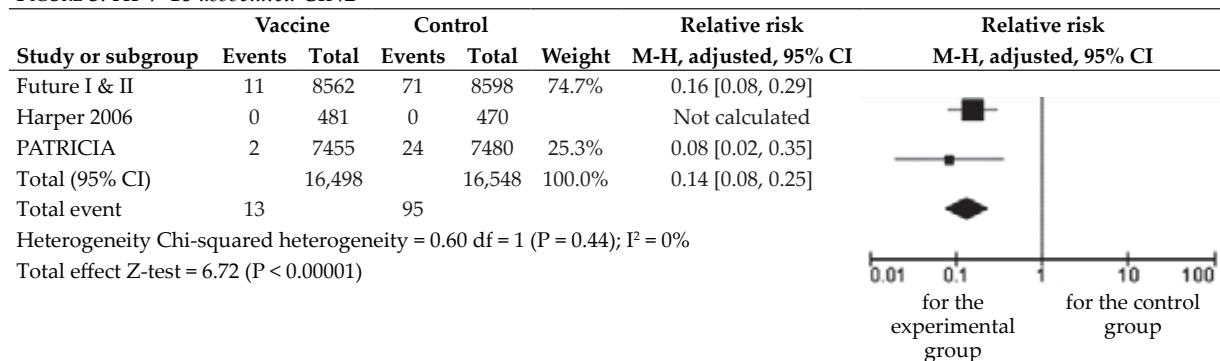 Vaccine Control Relative risk Relative risk
Study or subgroup Events Total Events Total Weight M-H, adjusted, 95% CI M-H, adjusted, 95% CI
Future I & II 11 8562 71 8598 74.7% 0.16 [0.08, 0.29]
Harper 2006 0 481 0 470 Not calculated
PATRICIA 2 7455 24 7480 25.3% 0.08 [0.02, 0.35]
Total (95% CI) 16,498 16,548 100.0% 0.14 [0.08, 0.25]
Total event 13 95
Heterogeneity Chi-squared heterogeneity = 0.60 df = 1 (P = 0.44); I² = 0%
Total effect Z-test = 6.72 (P < 0.00001)
0.01 0.1 1 10 100
for the experimental group
for the control group